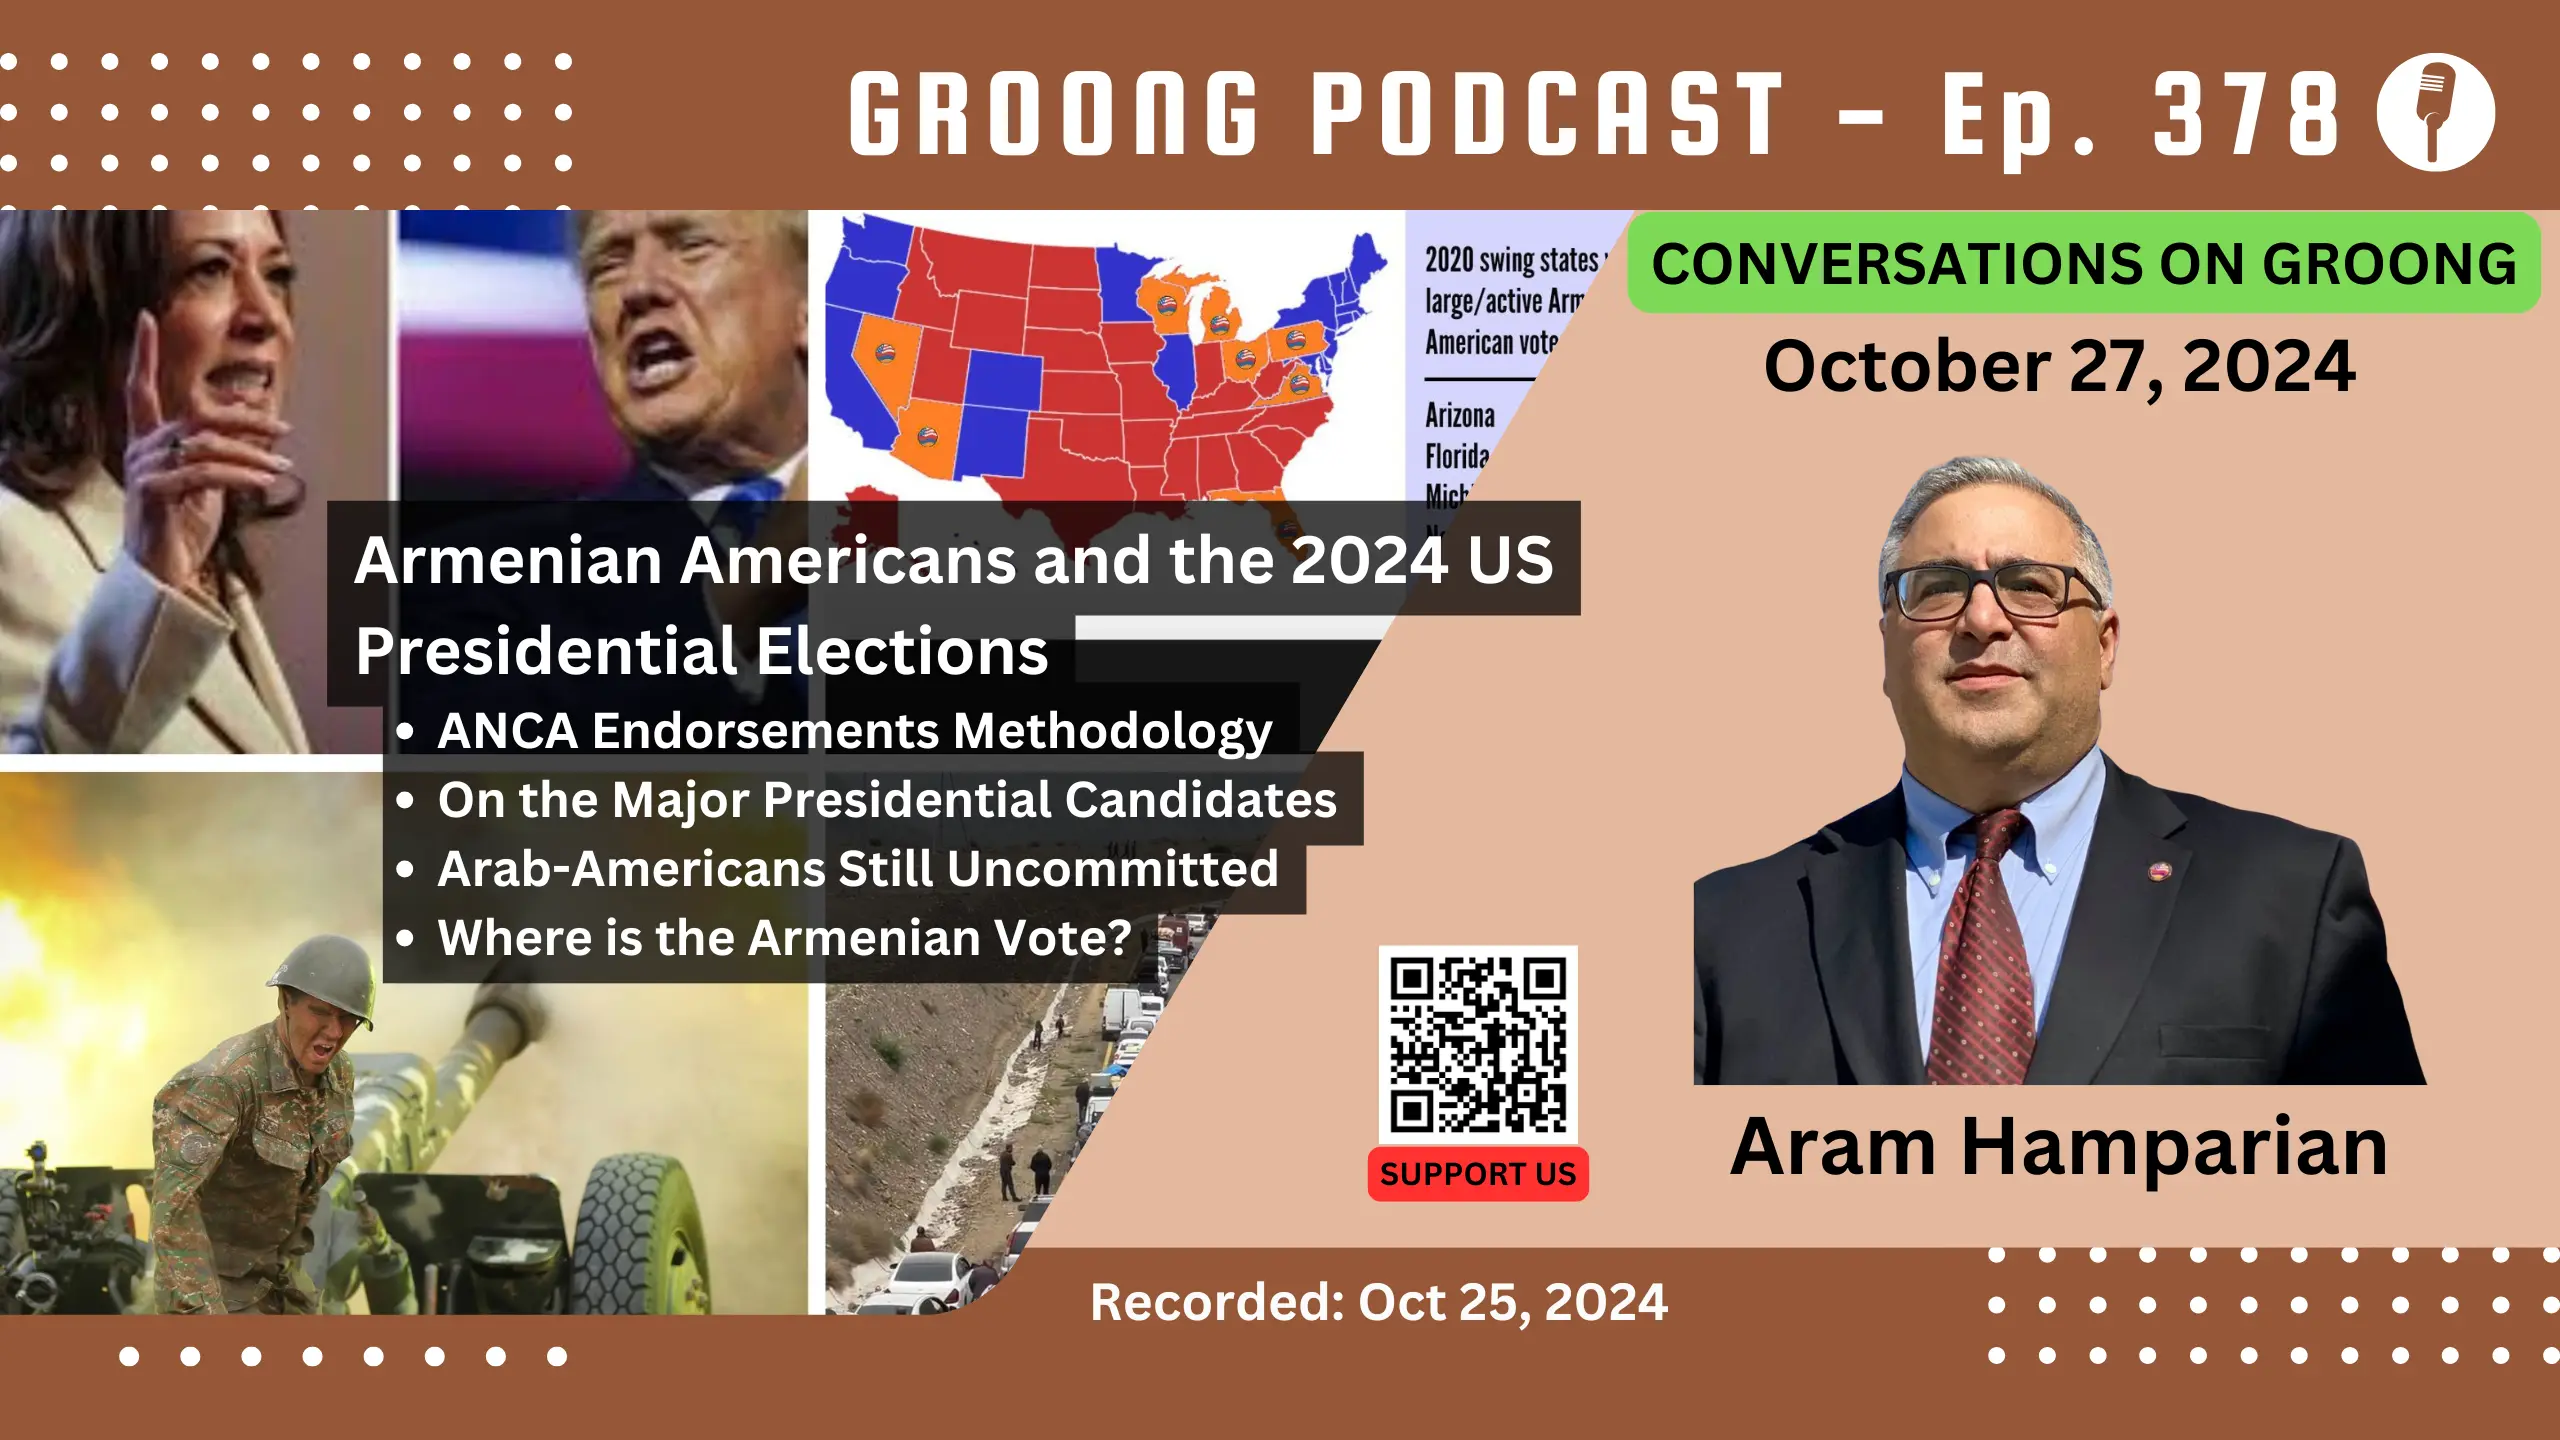 GROONG PODCAST – Ep. 378
CONVERSATIONS ON GROONG
October 27, 2024
2020 swing states
large/active
American
Arizona
Florida
Armenian Americans and the 2024 US
Presidential Elections
• ANCA Endorsements Methodology
• On the Major Presidential Candidates
• Arab-Americans Still Uncommitted
• Where is the Armenian Vote?
SUPPORT US
Aram Hamparian
Recorded: Oct 25, 2024